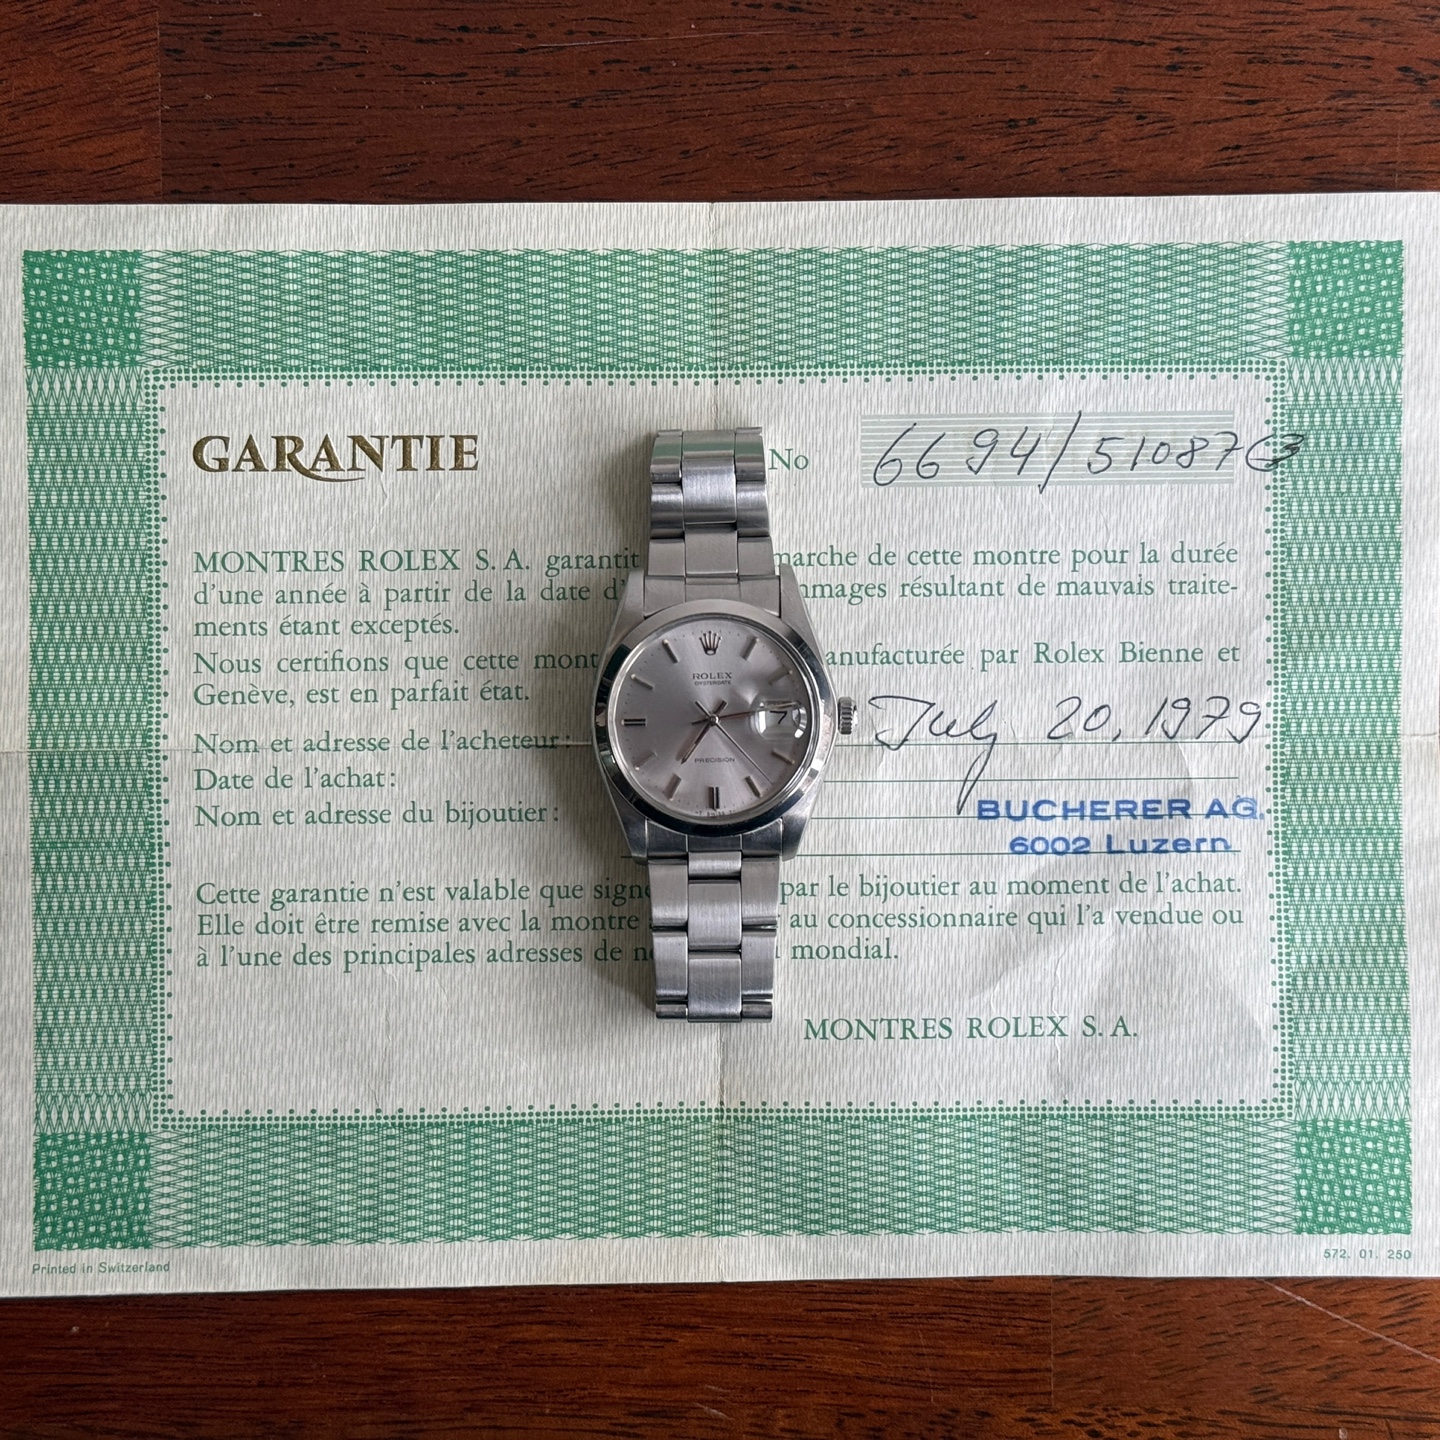 GARANTIE
No 6694/5108763
MONTRES ROLEX S.A. garantit marche de cette montre pour la durée
d'une année à partir de la date mmages résultant de mauvais traite-
ments étant exceptés.
Nous certifions que cette mont anufacturée par Rolex Bienne et
Genève, est en parfait état.
Nom et adresse de l'acheteur: July 20, 1979
Date de l'achat:
Nom et adresse du bijoutier: BUCHERER AG.
6002 Luzern
Cette garantie n'est valable que sign par le bijoutier au moment de l'achat.
Elle doit être remise avec la montre au concessionnaire qui l'a vendue ou
à l'une des principales adresses de mondial.
MONTRES ROLEX S.A.
Printed in Switzerland
572. 01. 250
ROLEX
OYSTERDATE
7
PRECISION